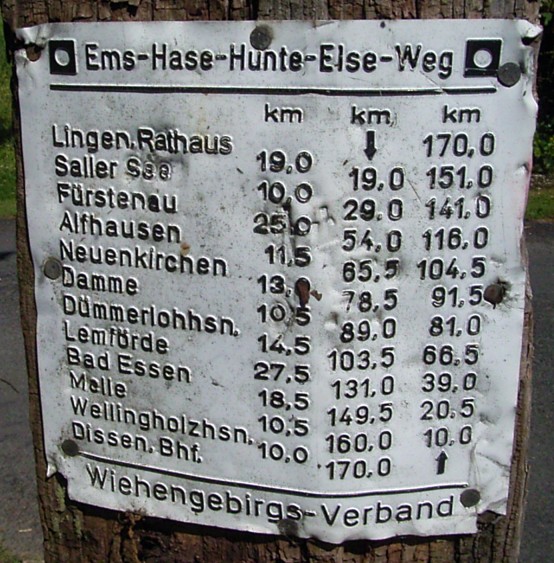 Ems-Hase-Hunte-Else-Weg
km km km
Lingen, Rathaus ↓ 170,0
Saller See 19,0 19,0 151,0
Fürstenau 10,0 29,0 141,0
Alfhausen 25,0 54,0 116,0
Neuenkirchen 11,5 65,5 104,5
Damme 13,0 78,5 91,5
Dümmerlohhsn. 10,5 89,0 81,0
Lemförde 14,5 103,5 66,5
Bad Essen 27,5 131,0 39,0
Melle 18,5 149,5 20,5
Wellingholzhsn. 10,5 160,0 10,0
Dissen, Bhf. 10,0 170,0 ↑
Wiehengebirgs-Verband